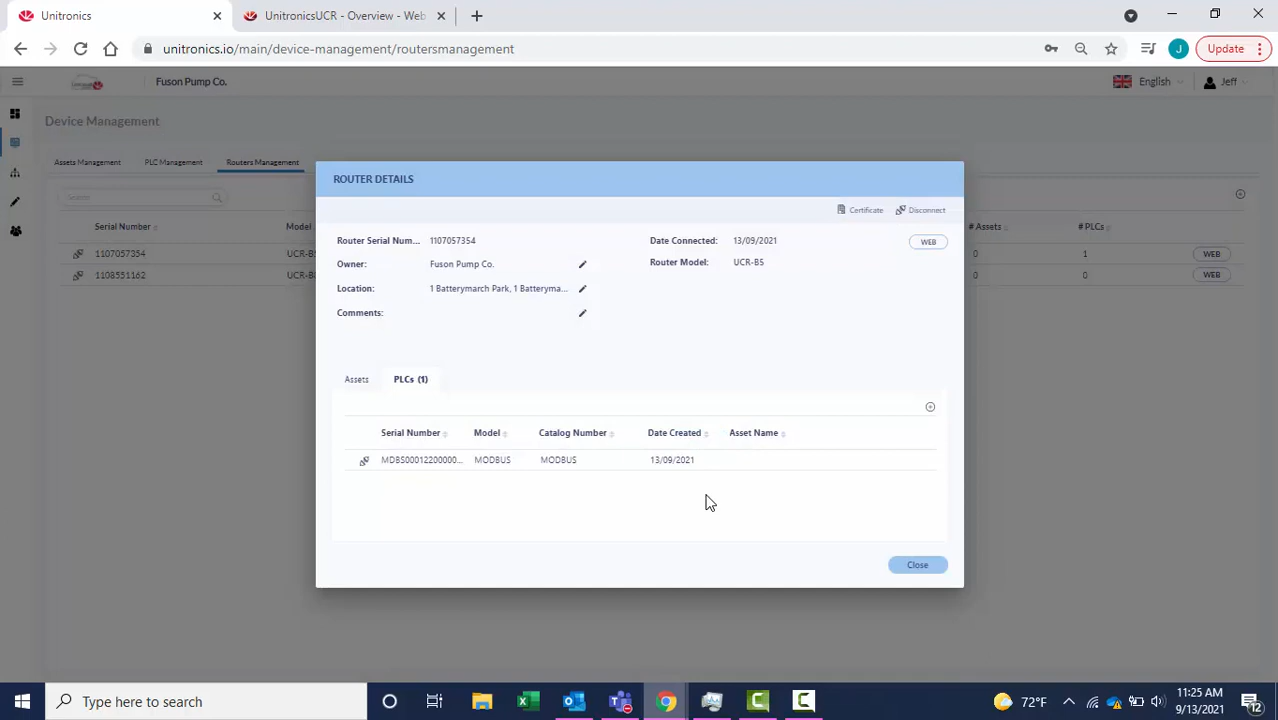 Unitronics
UnitronicsUCR - Overview - Web
unitronics.io/main/device-management/routersmanagement
J
Update
Fuson Pump Co.
English
Jeff
Device Management
Assets Management PLC Management Routers Management
Search
Serial Number Model # Assets # PLCs
1107057354 UCR-B5 0 1 WEB
1108551162 0 0 WEB
ROUTER DETAILS
Certificate Disconnect
Router Serial Num... 1107057354 Date Connected: 13/09/2021 WEB
Owner: Fuson Pump Co. Router Model: UCR-B5
Location: 1 Batterymarch Park, 1 Batteryma...
Comments:
Assets PLCs (1)
Serial Number Model Catalog Number Date Created Asset Name
MDBS00012200000... MODBUS MODBUS 13/09/2021
Close
Type here to search
72°F
11:25 AM
9/13/2021
12